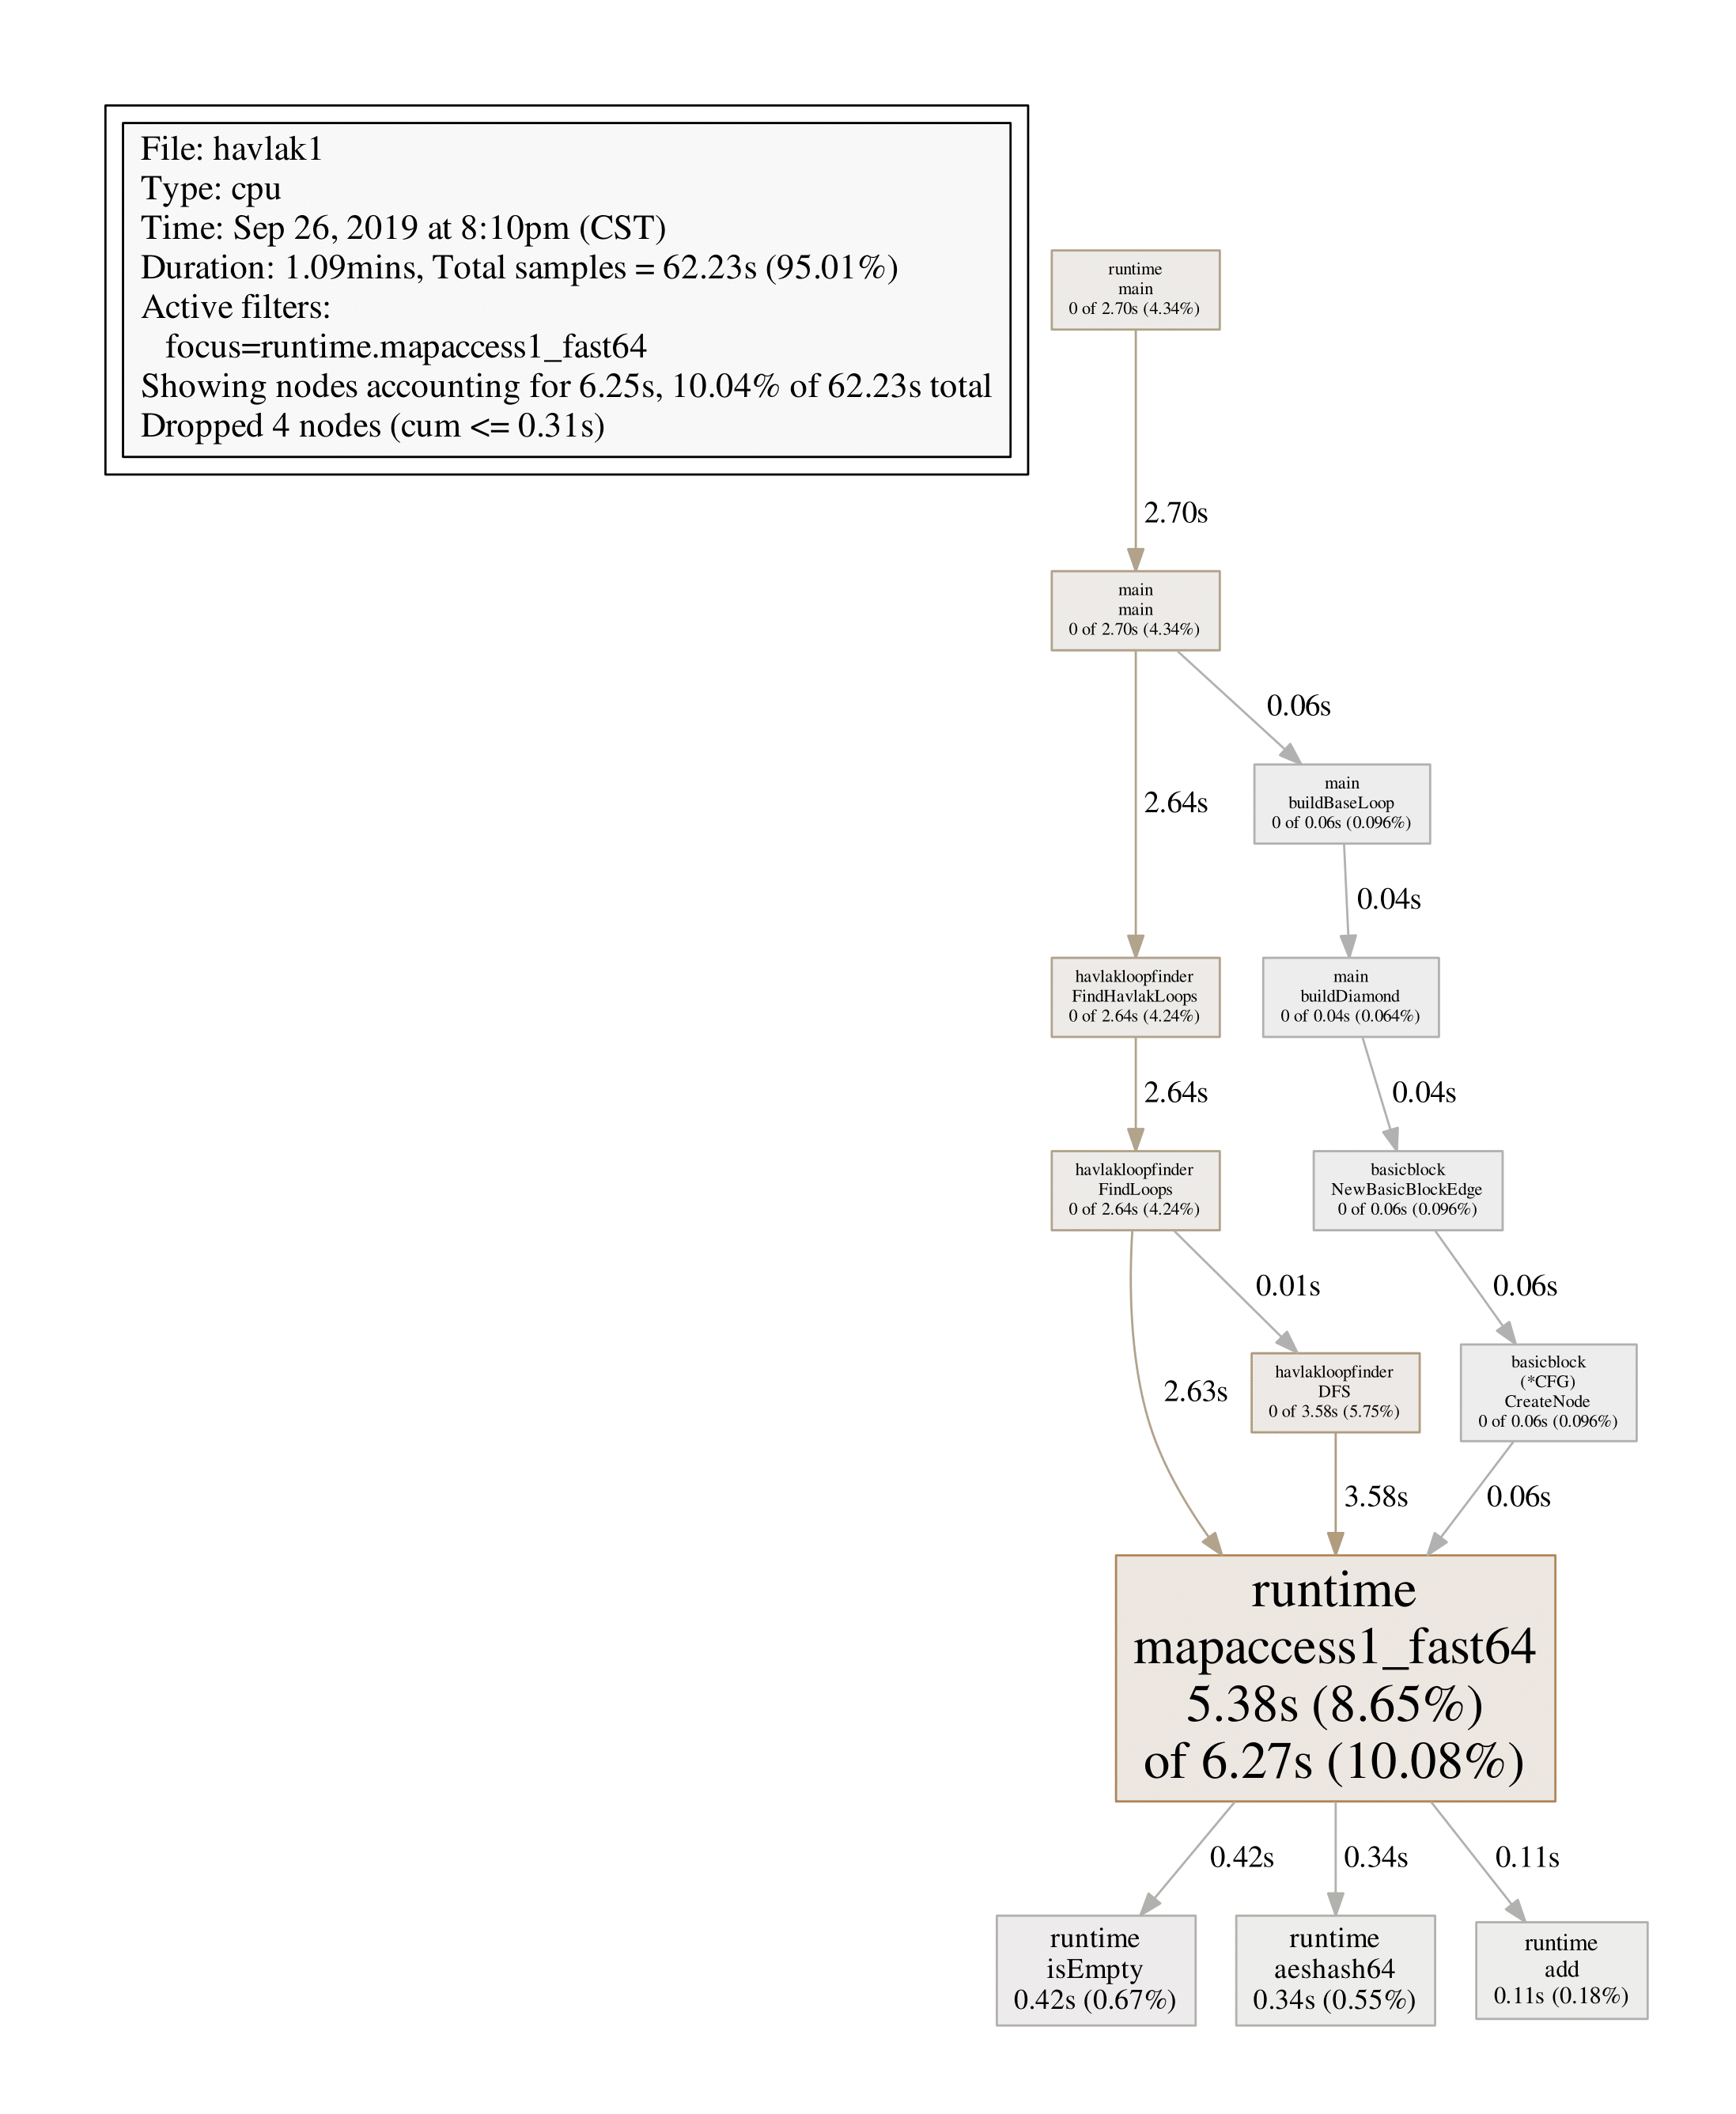 File: havlak1
Type: cpu
Time: Sep 26, 2019 at 8:10pm (CST)
Duration: 1.09mins, Total samples = 62.23s (95.01%)
Active filters:
focus=runtime.mapaccess1_fast64
Showing nodes accounting for 6.25s, 10.04% of 62.23s total
Dropped 4 nodes (cum <= 0.31s)
runtime
main
0 of 2.70s (4.34%)
2.70s
main
main
0 of 2.70s (4.34%)
0.06s
2.64s
main
buildBaseLoop
0 of 0.06s (0.096%)
0.04s
havlakloopfinder
FindHavlakLoops
0 of 2.64s (4.24%)
main
buildDiamond
0 of 0.04s (0.064%)
2.64s
0.04s
havlakloopfinder
FindLoops
0 of 2.64s (4.24%)
basicblock
NewBasicBlockEdge
0 of 0.06s (0.096%)
0.01s
0.06s
2.63s
havlakloopfinder
DFS
0 of 3.58s (5.75%)
basicblock
(*CFG)
CreateNode
0 of 0.06s (0.096%)
3.58s
0.06s
runtime
mapaccess1_fast64
5.38s (8.65%)
of 6.27s (10.08%)
0.42s
0.34s
0.11s
runtime
isEmpty
0.42s (0.67%)
runtime
aeshash64
0.34s (0.55%)
runtime
add
0.11s (0.18%)